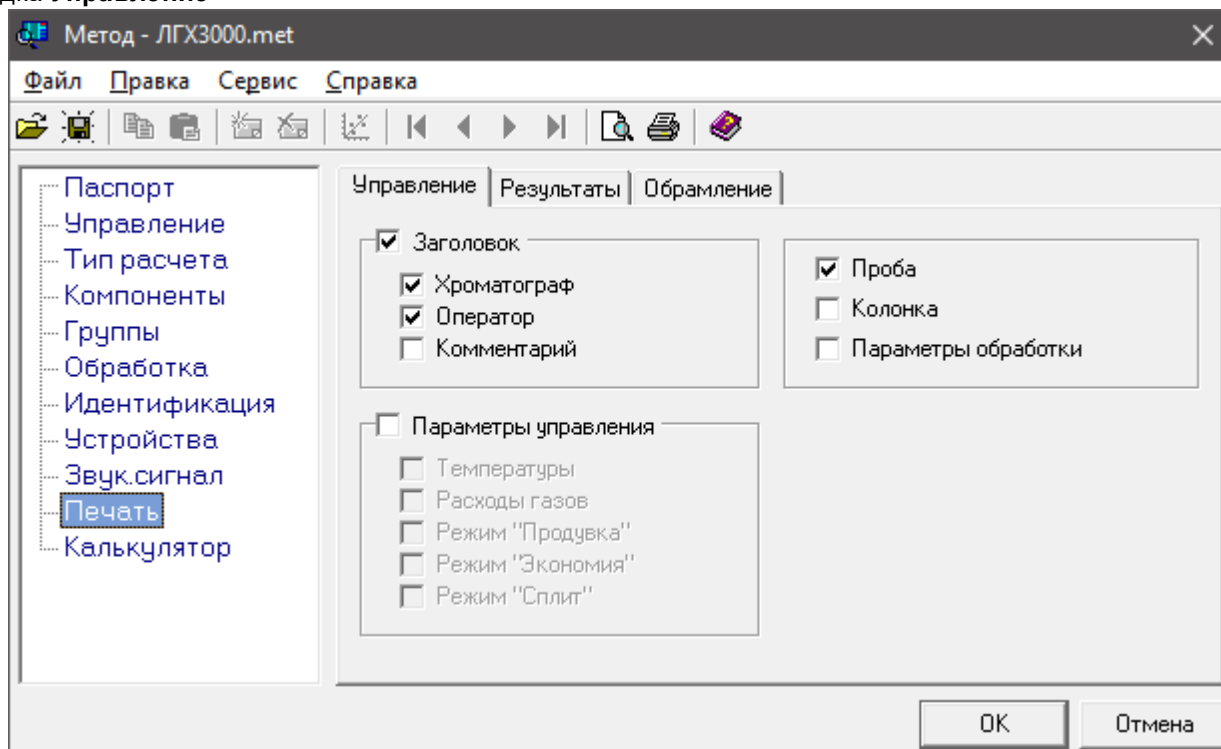 Управление
Метод - ЛГХ3000.met
Файл Правка Сервис Справка
Паспорт
Управление
Тип расчета
Компоненты
Группы
Обработка
Идентификация
Устройства
Звук.сигнал
Печать
Калькулятор
Управление Результаты Обрамление
Заголовок
Хроматограф
Оператор
Комментарий
Проба
Колонка
Параметры обработки
Параметры управления
Температуры
Расходы газов
Режим "Продувка"
Режим "Экономия"
Режим "Сплит"
OK Отмена